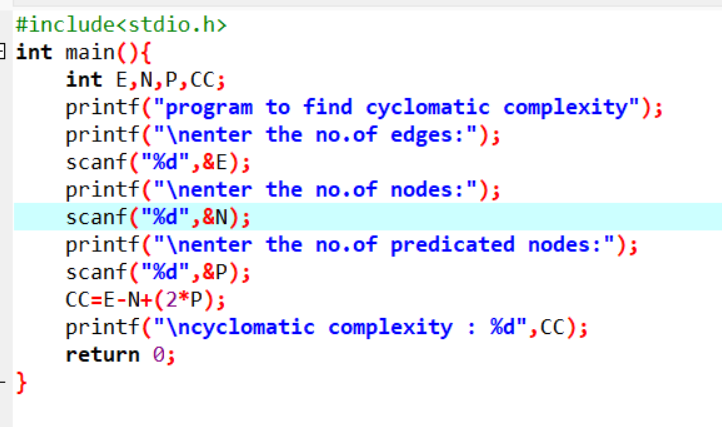 #include<stdio.h>
int main(){
int E,N,P,CC;
printf("program to find cyclomatic complexity");
printf("\nenter the no.of edges:");
scanf("%d",&E);
printf("\nenter the no.of nodes:");
scanf("%d",&N);
printf("\nenter the no.of predicated nodes:");
scanf("%d",&P);
CC=E-N+(2*P);
printf("\ncyclomatic complexity : %d",CC);
return 0;
}